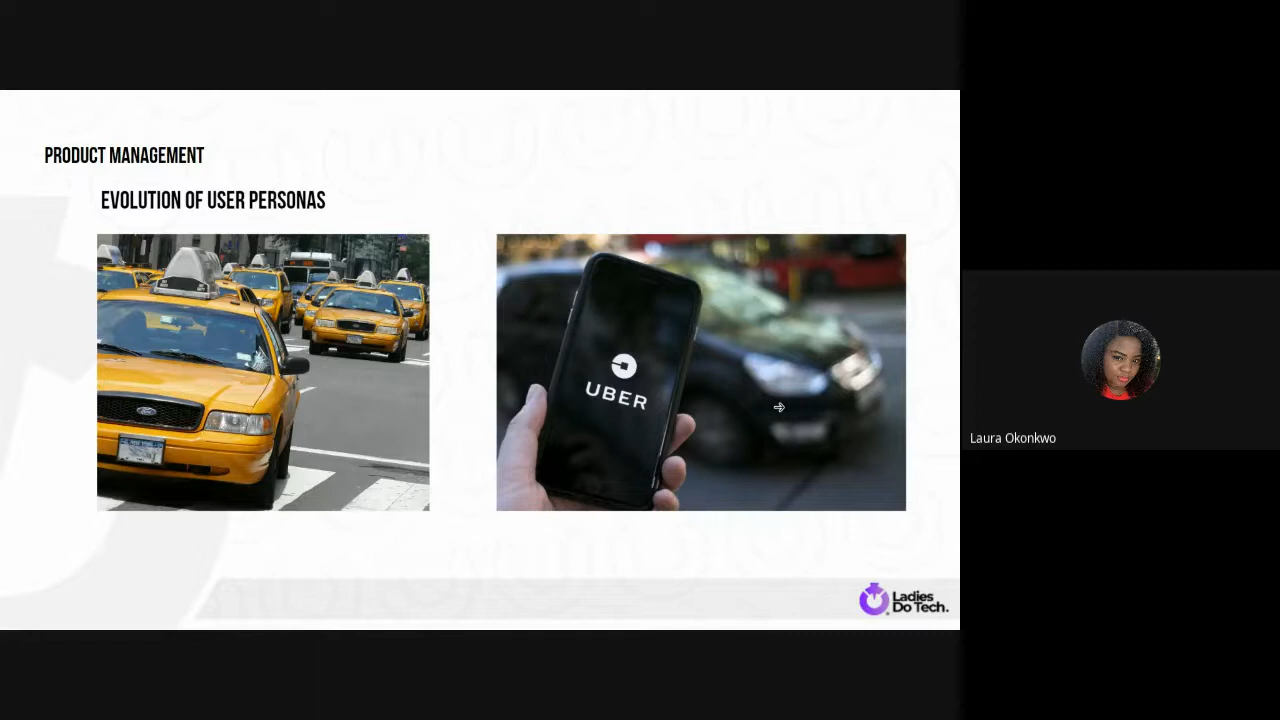 PRODUCT MANAGEMENT
EVOLUTION OF USER PERSONAS
UBER
Ladies
Do Tech.
Laura Okonkwo